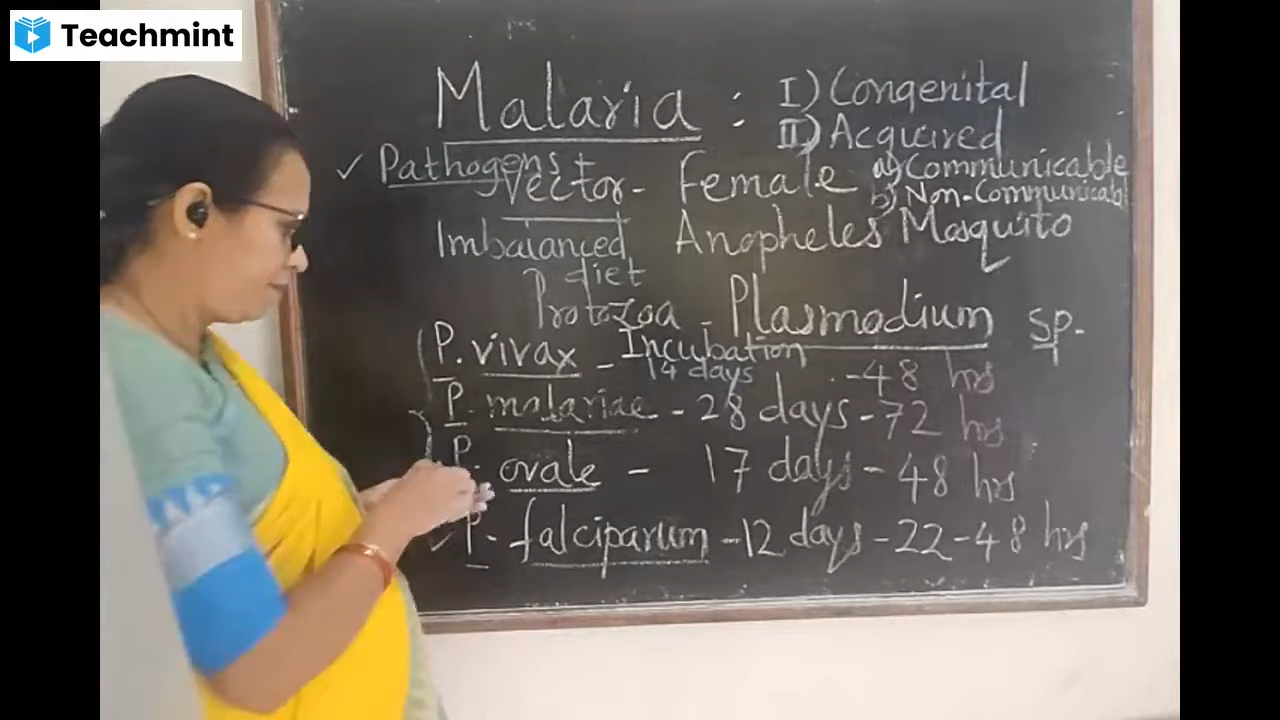 Teachmint
Malaria : I) Congenital
II) Acquired
✓ Pathogens + a) Communicable
Vector - Female b) Non-Communicabl
Imbalanced Anopheles Mosquito
diet
Protozoa - Plasmodium sp.
P. vivax - Incubation
14 days - 48 hrs
P. malariae - 28 days - 72 hrs
P. ovale - 17 days - 48 hrs
P. falciparum - 12 days - 22-48 hrs